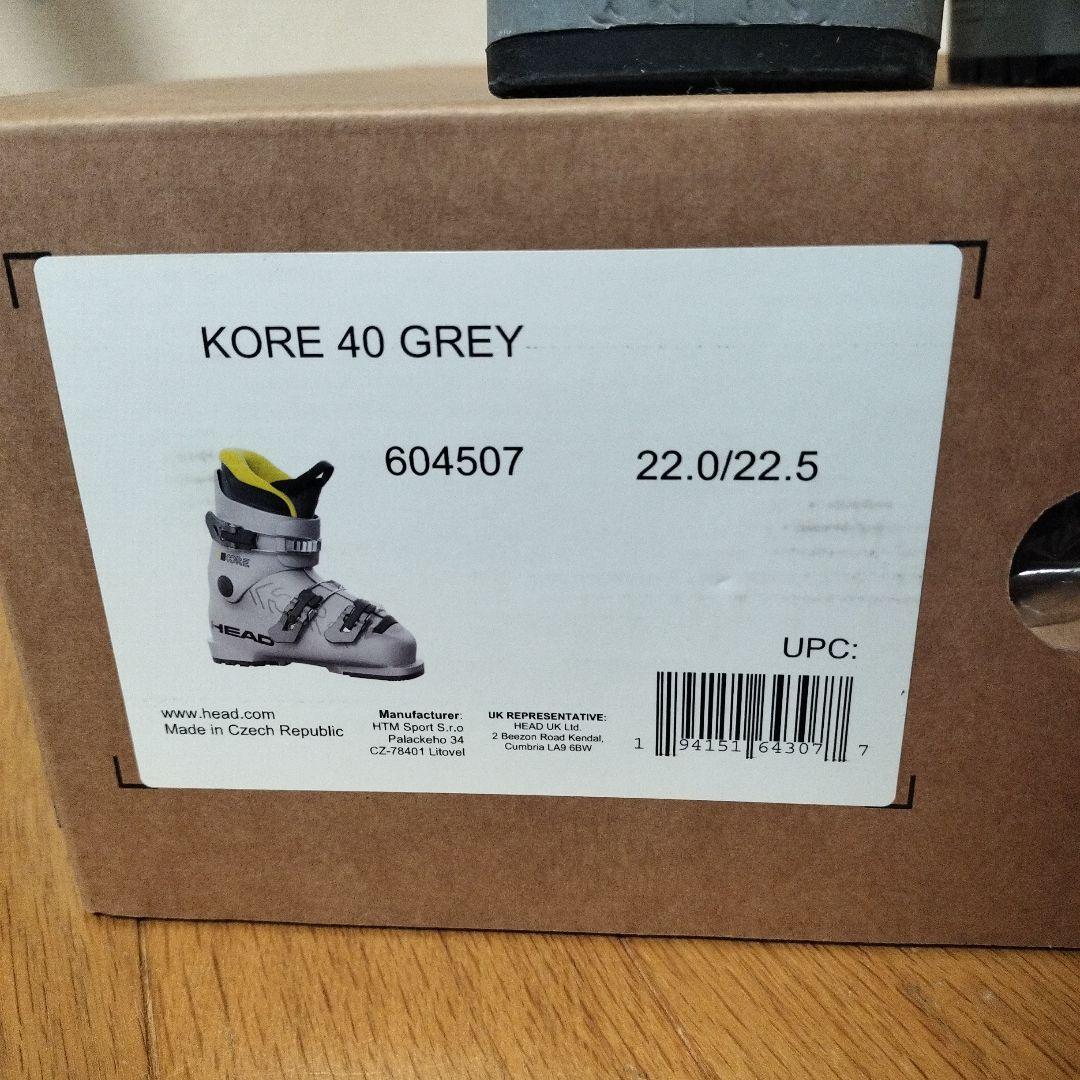 KORE 40 GREY
604507
22.0/22.5
KORE
HEAD
UPC:
www.head.com
Made in Czech Republic
Manufacturer:
HTM Sport S.r.o
Palackeho 34
CZ-78401 Litovel
UK REPRESENTATIVE:
HEAD UK Ltd.
2 Beezon Road Kendal,
Cumbria LA9 6BW
1 94151 64307 7